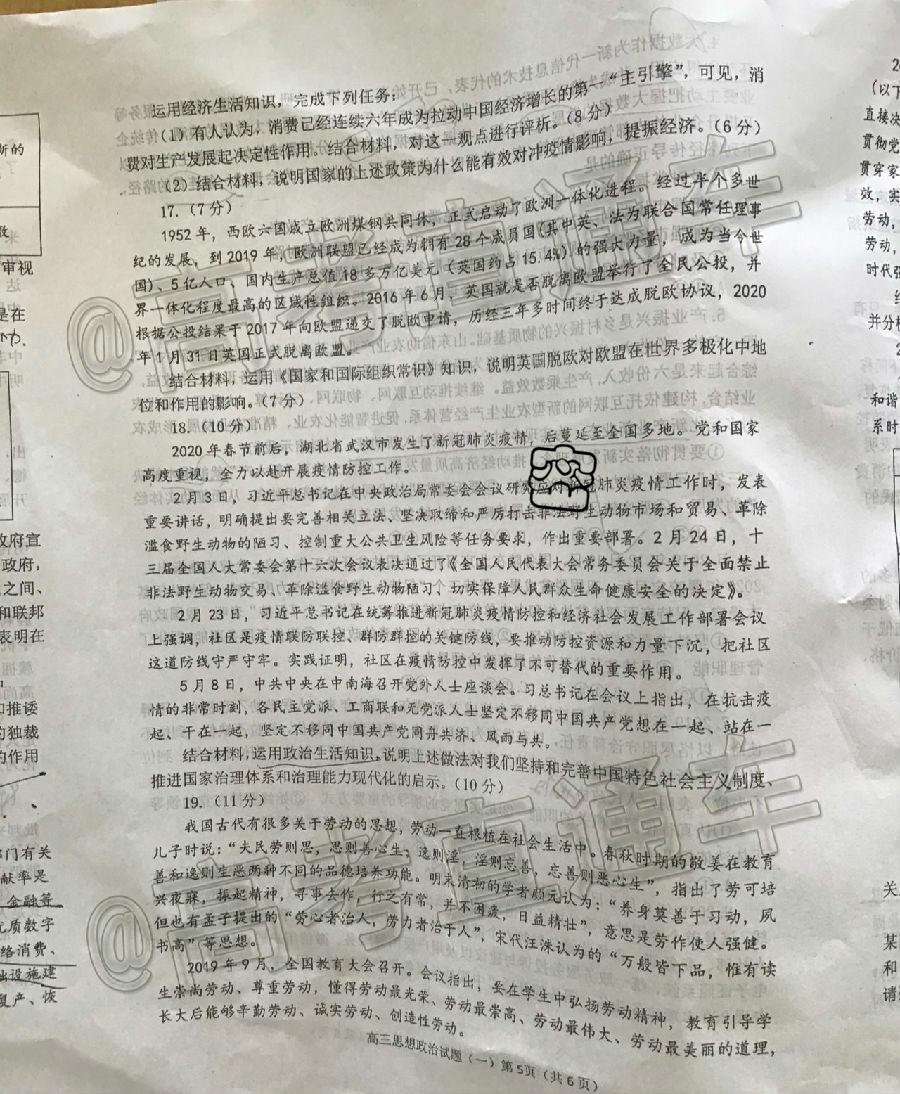 运用经济生活知识,完成下列任务:
(1)有人认为,消费已经连续六年成为拉动中国经济增长的第一“主引擎”,可见,消
费对生产发展起决定性作用。结合材料,对这一观点进行评析。(8分)
(2)结合材料,说明国家的上述政策为什么能有效对冲疫情影响,提振经济。(6分)
17.(7分)
1952年,西欧六国成立欧洲煤钢共同体,正式启动了欧洲一体化进程。经过半个多世
纪的发展,到2019年,欧洲联盟已经成为拥有28个成员国(其中英、法为联合国常任理事
国)、5亿人口、国内生产总值18多万亿美元(英国约占15.4%)的强大力量,成为当今世
界一体化程度最高的区域性组织。2016年6月,英国就是否脱离欧盟举行了全民公投,并
根据公投结果于2017年向欧盟递交了脱欧申请,历经三年多时间终于达成脱欧协议,2020
年1月31日英国正式脱离欧盟。
结合材料,运用《国家和国际组织常识》知识,说明英国脱欧对欧盟在世界多极化中地
位和作用的影响。(7分)
18.(10分)
2020年春节前后,湖北省武汉市发生了新冠肺炎疫情,后蔓延至全国多地。党和国家
高度重视,全力以赴开展疫情防控工作。
2月3日,习近平总书记在中央政治局常委会会议研究应对 肺炎疫情工作时,发表
重要讲话,明确提出要完善相关立法、坚决取缔和严厉打击非法野生动物市场和贸易、革除
滥食野生动物的陋习、控制重大公共卫生风险等任务要求,作出重要部署。2月24日,十
三届全国人大常委会第十六次会议表决通过了《全国人民代表大会常务委员会关于全面禁止
非法野生动物交易、革除滥食野生动物陋习、切实保障人民群众生命健康安全的决定》。
2月23日,习近平总书记在统筹推进新冠肺炎疫情防控和经济社会发展工作部署会议
上强调,社区是疫情联防联控、群防群控的关键防线,要推动防控资源和力量下沉,把社区
这道防线守严守牢。实践证明,社区在疫情防控中发挥了不可替代的重要作用。
5月8日,中共中央在中南海召开党外人士座谈会。习总书记在会议上指出,在抗击疫
情的非常时刻,各民主党派、工商联和无党派人士坚定不移同中国共产党想在一起、站在一
起、干在一起,坚定不移同中国共产党同舟共济、风雨与共。
结合材料,运用政治生活知识,说明上述做法对我们坚持和完善中国特色社会主义制度、
推进国家治理体系和治理能力现代化的启示。(10分)
19.(11分)
我国古代有很多关于劳动的思想,劳动一直根植在社会生活中。春秋时期的敬姜在教育
儿子时说:“夫民劳则思,思则善心生;逸则淫,淫则忘善,忘善则恶心生”,指出了劳可培
善和逸则生恶两种不同的品德培养功能。明末清初的学者颜元认为:“养身莫善于习动,夙
兴夜寐,振起精神,寻事去作,行之有常,并不困疲,日益精壮”,意思是劳作使人强健。
但也有孟子提出的“劳心者治人,劳力者治于人”,宋代汪洙认为的“万般皆下品,惟有读
书高”等思想。
2019年9月,全国教育大会召开。会议指出,要在学生中弘扬劳动精神,教育引导学
生崇尚劳动、尊重劳动,懂得劳动最光荣、劳动最崇高、劳动最伟大、劳动最美丽的道理,
长大后能够辛勤劳动、诚实劳动、创造性劳动。
高三思想政治试题(一)第5页(共6页)
@高考直通车
@高考直通车